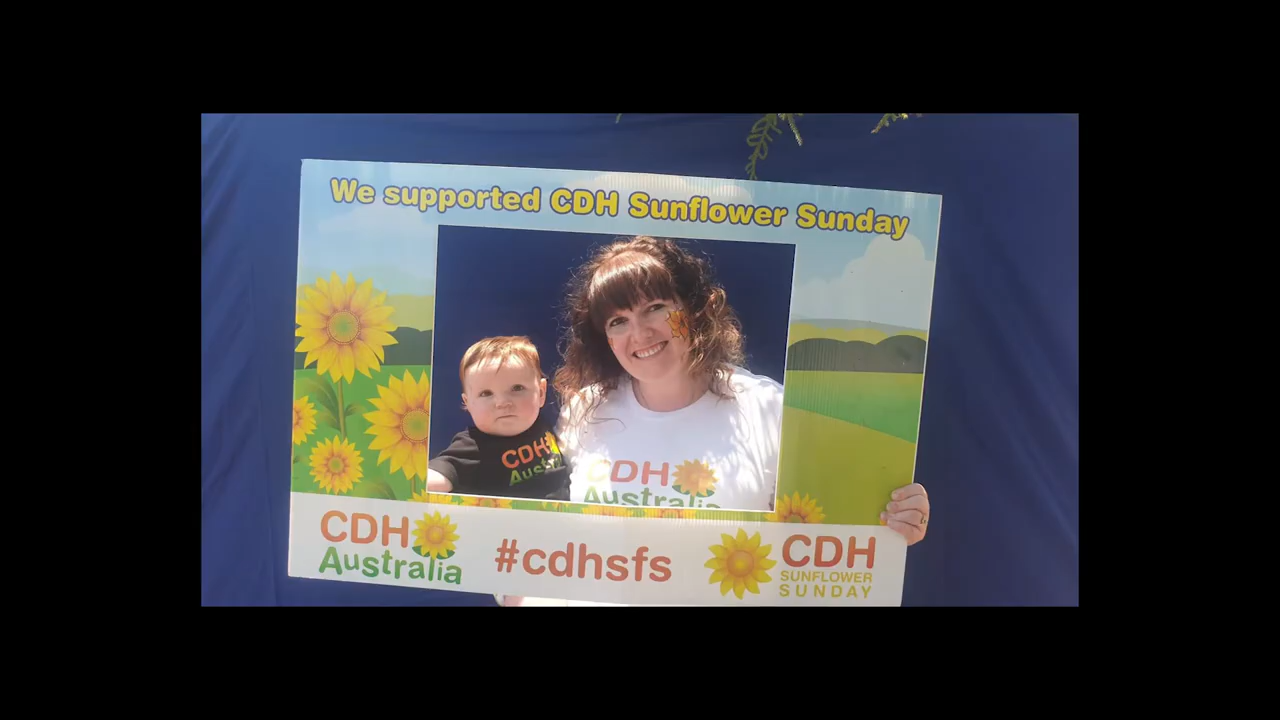 We supported CDH Sunflower Sunday
CDH
Australia
CDH
Australia
CDH
Australia
#cdhsfs
CDH
SUNFLOWER
SUNDAY